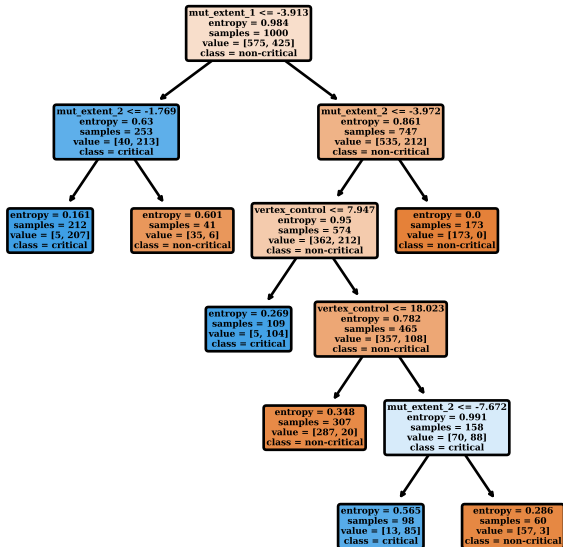 mut_extent_1 <= -3.913
entropy = 0.984
samples = 1000
value = [575, 425]
class = non-critical
mut_extent_2 <= -1.769
entropy = 0.63
samples = 253
value = [40, 213]
class = critical
mut_extent_2 <= -3.972
entropy = 0.861
samples = 747
value = [535, 212]
class = non-critical
entropy = 0.161
samples = 212
value = [5, 207]
class = critical
entropy = 0.601
samples = 41
value = [35, 6]
class = non-critical
vertex_control <= 7.947
entropy = 0.95
samples = 574
value = [362, 212]
class = non-critical
entropy = 0.0
samples = 173
value = [173, 0]
class = non-critical
entropy = 0.269
samples = 109
value = [5, 104]
class = critical
vertex_control <= 18.023
entropy = 0.782
samples = 465
value = [357, 108]
class = non-critical
entropy = 0.348
samples = 307
value = [287, 20]
class = non-critical
mut_extent_2 <= -7.672
entropy = 0.991
samples = 158
value = [70, 88]
class = critical
entropy = 0.565
samples = 98
value = [13, 85]
class = critical
entropy = 0.286
samples = 60
value = [57, 3]
class = non-critical